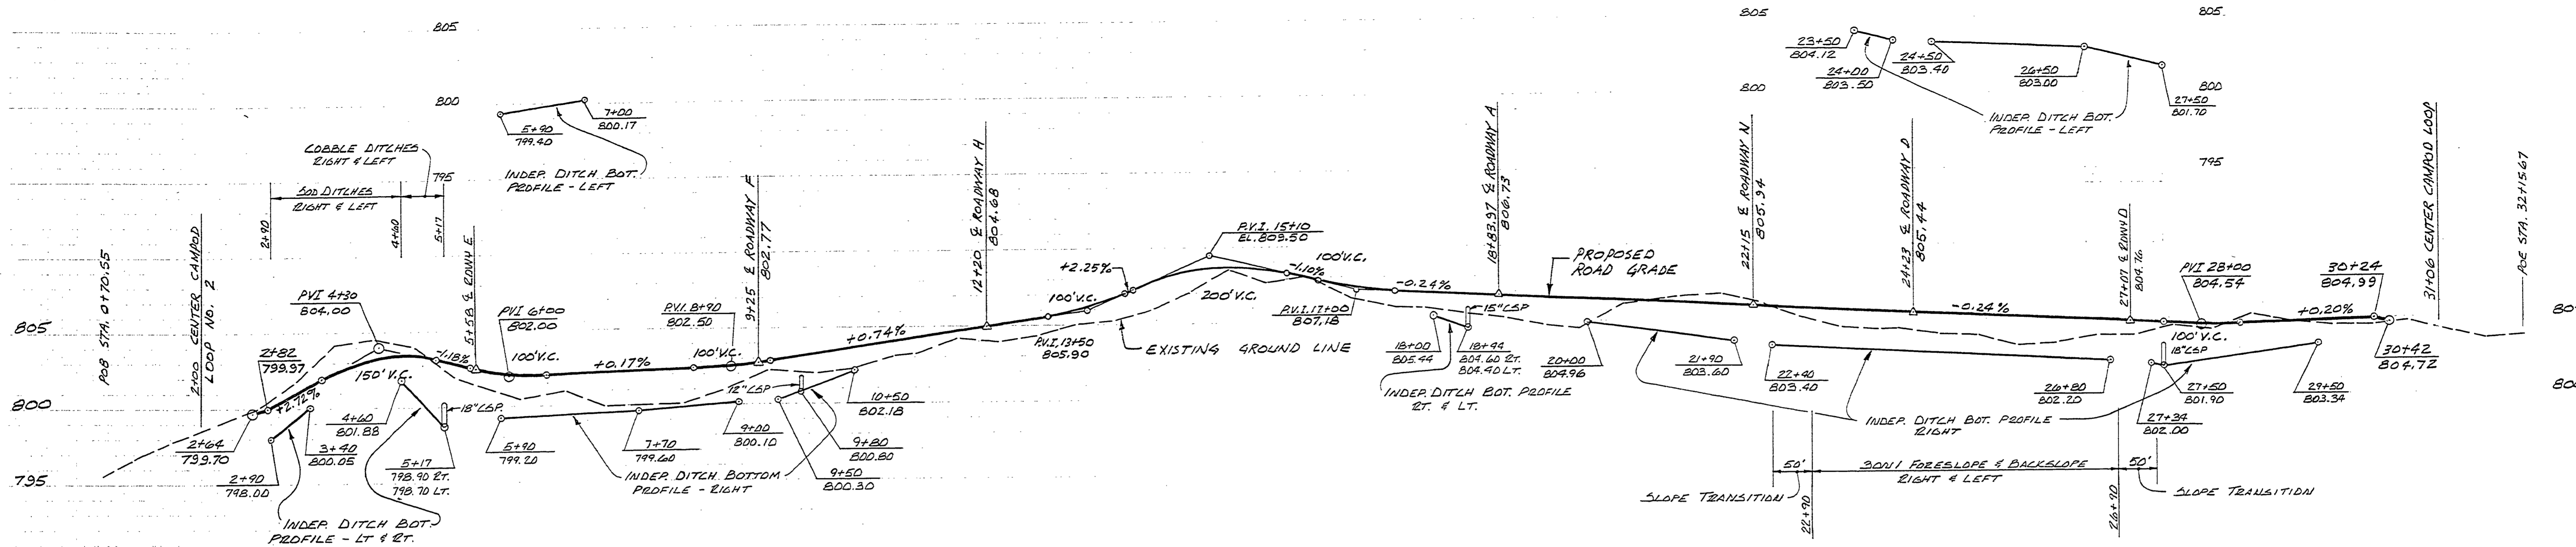 805
805
805
800
800
800
795
795
23+50
804.12
24+00
803.50
24+50
803.40
26+50
803.00
27+50
801.70
INDEP. DITCH BOT.
PROFILE - LEFT
5+90
799.40
7+00
800.17
INDEP. DITCH BOT.
PROFILE - LEFT
COBBLE DITCHES
RIGHT & LEFT
SOD DITCHES
RIGHT & LEFT
2+90
4+60
5+17
POB STA. 0+70.55
2+00 CENTER CAMPOD
LOOP NO. 2
5+58 ℄ RDWY E
9+25 ℄ ROADWAY F
802.77
12+20 ℄ ROADWAY H
804.68
18+83.97 ℄ ROADWAY A
806.73
22+15 ℄ ROADWAY N
805.94
24+23 ℄ ROADWAY D
805.44
27+07 ℄ RDWY D
804.76
31+06 CENTER CAMPOD LOOP
POE STA. 32+15.67
PVI 4+30
804.00
PVI 6+00
802.00
P.V.I. 8+90
802.50
P.V.I. 13+50
805.90
P.V.I. 15+10
EL. 809.50
P.V.I. 17+00
807.18
PVI 28+00
804.54
30+24
804.99
30+42
804.72
2+82
799.97
2+64
799.70
+2.72%
150' V.C.
-1.18%
100' V.C.
+0.17%
100' V.C.
+0.74%
100' V.C.
+2.25%
200' V.C.
-1.10%
100' V.C.
-0.24%
PROPOSED
ROAD GRADE
-0.24%
100' V.C.
+0.20%
EXISTING GROUND LINE
805
800
795
2+90
798.00
3+40
800.05
4+60
801.88
5+17
798.90 RT.
798.70 LT.
18" CSP
INDEP. DITCH BOT.
PROFILE - LT & RT.
5+90
799.20
7+70
799.60
9+00
800.10
12" CSP
9+50
800.30
9+80
800.80
10+50
802.18
INDEP. DITCH BOTTOM
PROFILE - RIGHT
15" CSP
18+00
805.44
18+44
804.60 RT.
804.40 LT.
INDEP. DITCH BOT. PROFILE
RT. & LT.
20+00
804.96
21+90
803.60
22+40
803.40
26+80
802.20
18" CSP
27+34
802.00
27+50
801.90
29+50
803.34
INDEP. DITCH BOT. PROFILE
RIGHT
50'
3 ON 1 FORESLOPE & BACKSLOPE
RIGHT & LEFT
50'
SLOPE TRANSITION
SLOPE TRANSITION
22+90
26+90